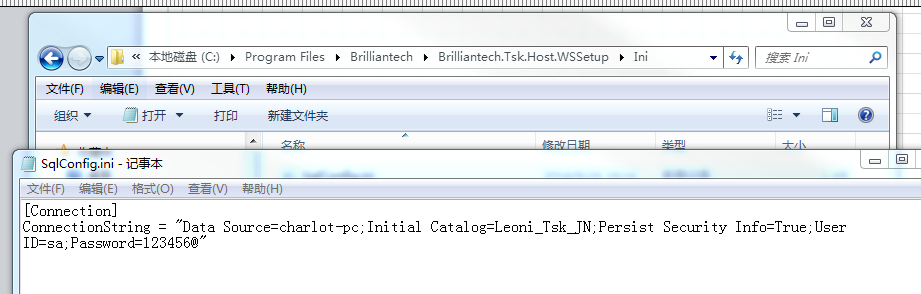 « 本地磁盘 (C:) ▸ Program Files ▸ Brilliantech ▸ Brilliantech.Tsk.Host.WSSetup ▸ Ini
搜索 Ini
文件(F) 编辑(E) 查看(V) 工具(T) 帮助(H)
组织 打开 打印 新建文件夹
名称 修改日期 类型 大小
SqlConfig.ini - 记事本
文件(F) 编辑(E) 格式(O) 查看(V) 帮助(H)
[Connection]
ConnectionString = "Data Source=charlot-pc;Initial Catalog=Leoni_Tsk_JN;Persist Security Info=True;User
ID=sa;Password=123456@"